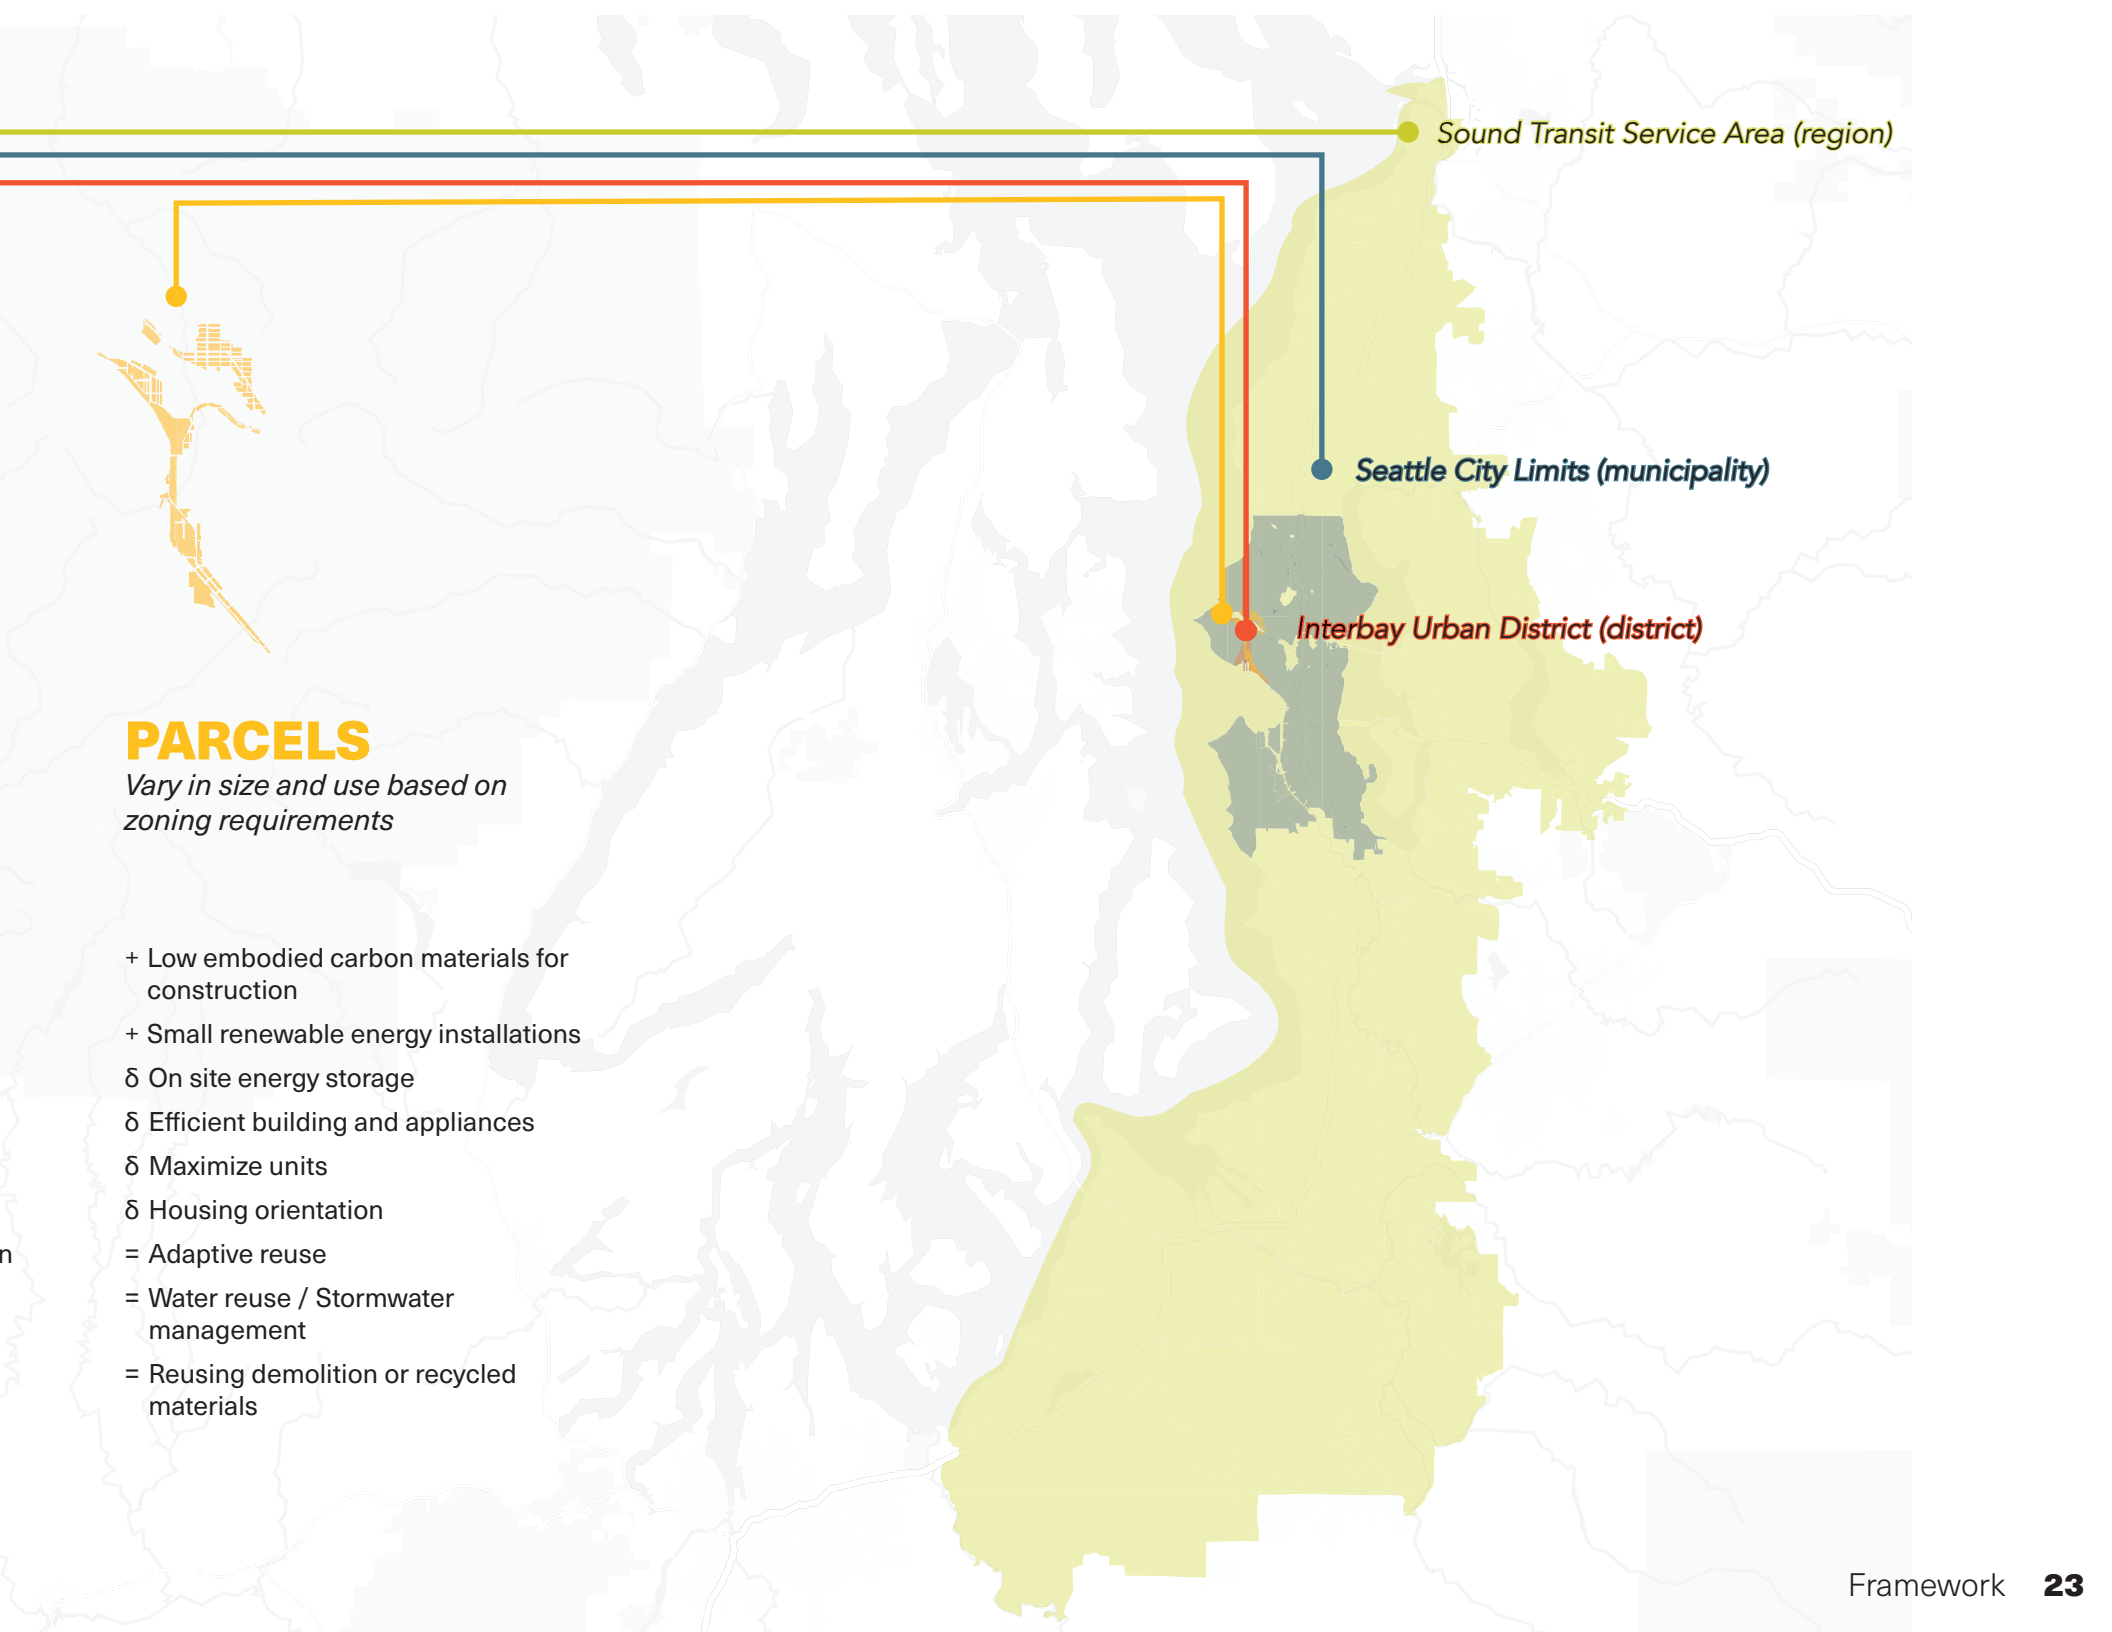 Sound Transit Service Area (region)
Seattle City Limits (municipality)
Interbay Urban District (district)
PARCELS
Vary in size and use based on
zoning requirements
+ Low embodied carbon materials for
construction
+ Small renewable energy installations
δ On site energy storage
δ Efficient building and appliances
δ Maximize units
δ Housing orientation
n
= Adaptive reuse
= Water reuse / Stormwater
management
= Reusing demolition or recycled
materials
Framework 23